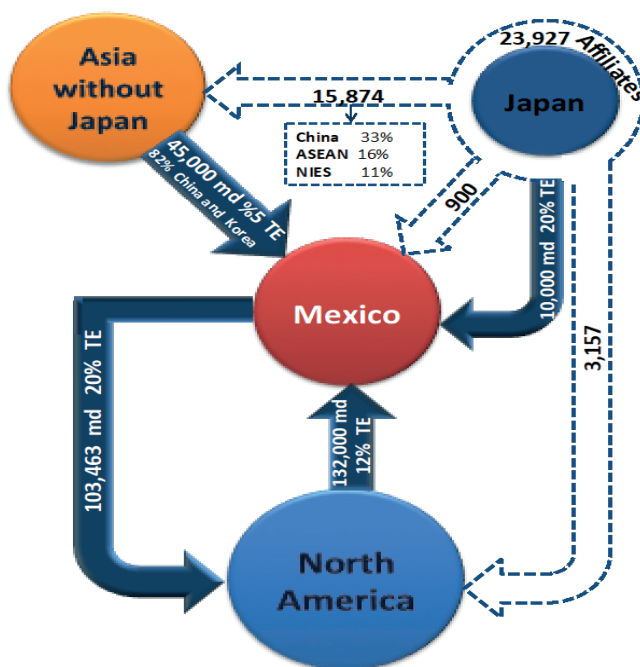 23,927 Affiliates
Asia
without
Japan
Japan
15,874
China 33%
ASEAN 16%
NIES 11%
45,000 md %5 TE
82% China and Korea
900
10,000 md 20% TE
Mexico
3,157
103,463 md 20% TE
132,000 md
12% TE
North
America